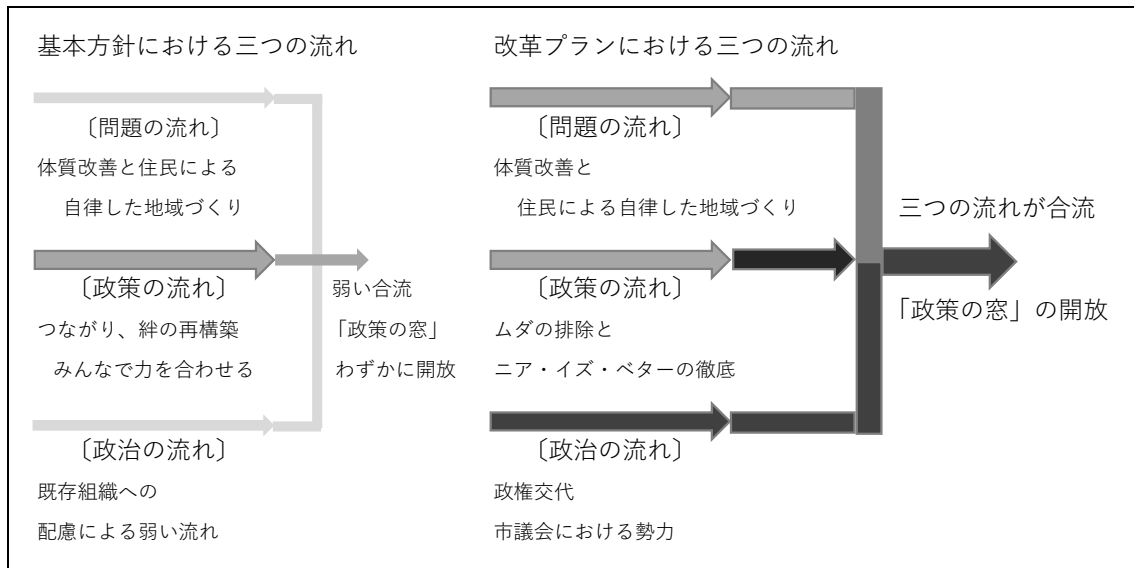 基本方針における三つの流れ
〔問題の流れ〕
体質改善と住民による
自律した地域づくり
〔政策の流れ〕
つながり、絆の再構築
みんなで力を合わせる
弱い合流
「政策の窓」
わずかに開放
〔政治の流れ〕
既存組織への
配慮による弱い流れ
改革プランにおける三つの流れ
〔問題の流れ〕
体質改善と
住民による自律した地域づくり
〔政策の流れ〕
ムダの排除と
ニア・イズ・ベターの徹底
〔政治の流れ〕
政権交代
市議会における勢力
三つの流れが合流
「政策の窓」の開放